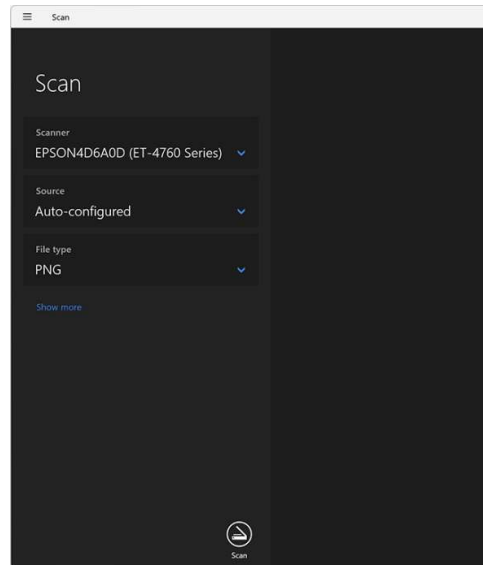 Scan
Scan
Scanner
EPSON4D6A0D (ET-4760 Series)
Source
Auto-configured
File type
PNG
Show more
Scan